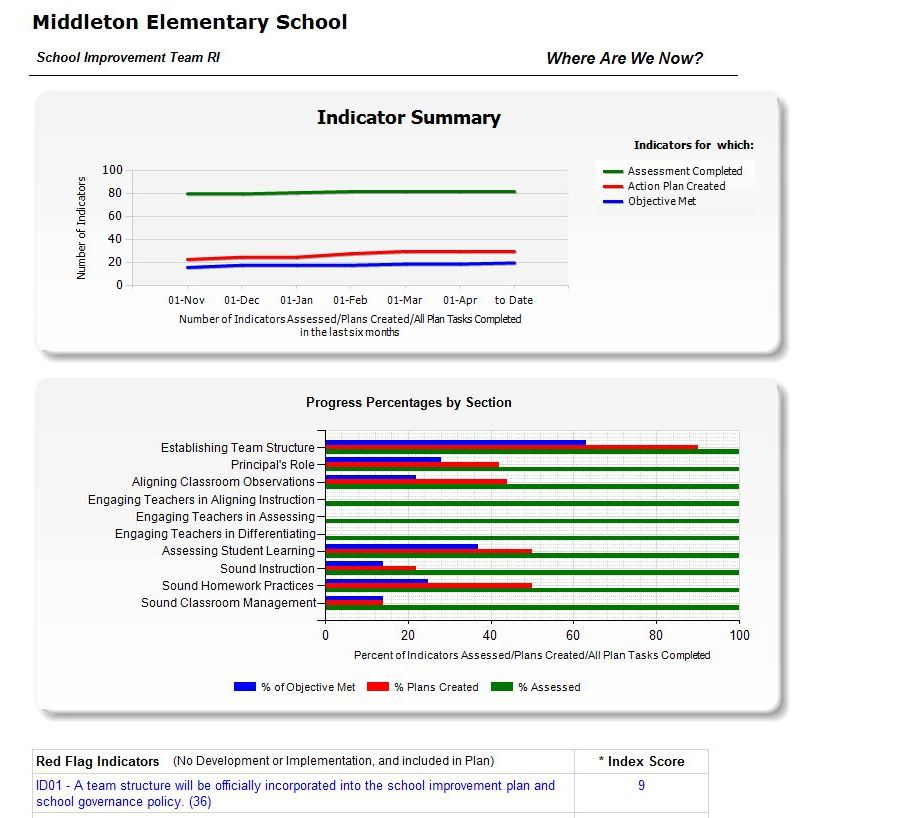 Middleton Elementary School
School Improvement Team RI
Where Are We Now?
Indicator Summary
Indicators for which:
Assessment Completed
Action Plan Created
Objective Met
Number of Indicators
100
80
60
40
20
0
01-Nov 01-Dec 01-Jan 01-Feb 01-Mar 01-Apr to Date
Number of Indicators Assessed/Plans Created/All Plan Tasks Completed
in the last six months
Progress Percentages by Section
Establishing Team Structure
Principal's Role
Aligning Classroom Observations
Engaging Teachers in Aligning Instruction
Engaging Teachers in Assessing
Engaging Teachers in Differentiating
Assessing Student Learning
Sound Instruction
Sound Homework Practices
Sound Classroom Management
0 20 40 60 80 100
Percent of Indicators Assessed/Plans Created/All Plan Tasks Completed
% of Objective Met % Plans Created % Assessed
Red Flag Indicators (No Development or Implementation, and included in Plan) * Index Score
ID01 - A team structure will be officially incorporated into the school improvement plan and 9
school governance policy. (36)